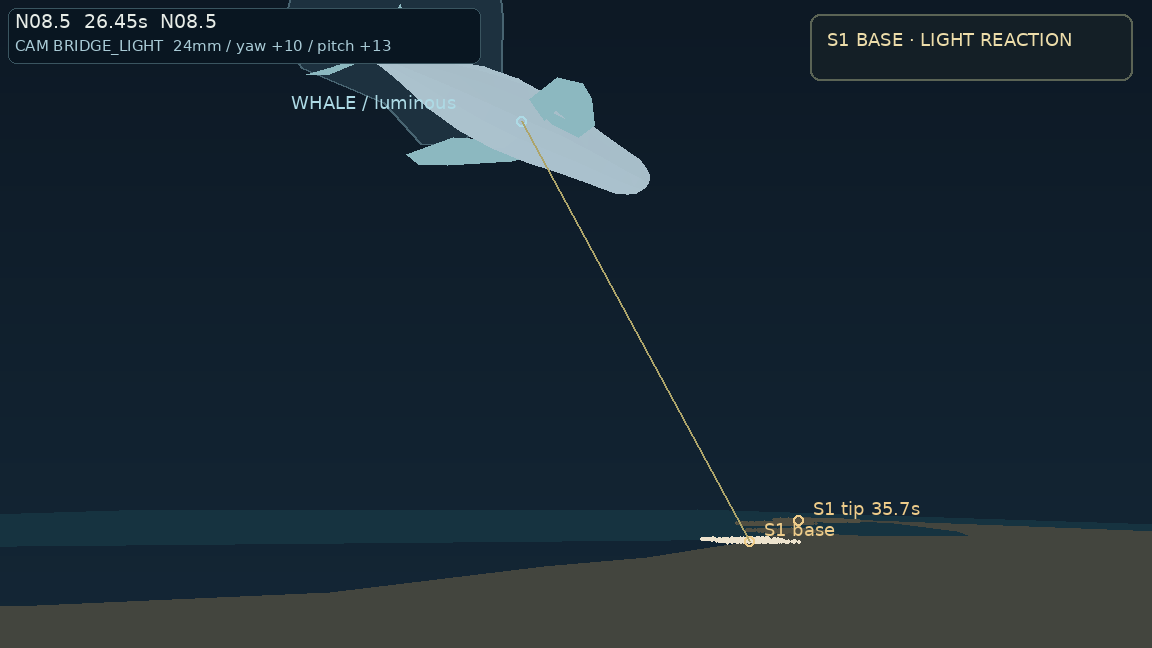 N08.5  26.45s  N08.5
CAM BRIDGE_LIGHT  24mm / yaw +10 / pitch +13
S1 BASE · LIGHT REACTION
WHALE / luminous
S1 tip 35.7s
S1 base